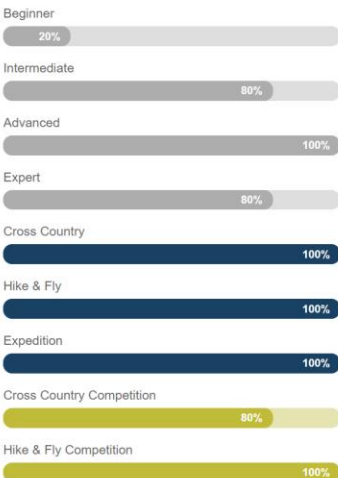 Beginner
20%
Intermediate
80%
Advanced
100%
Expert
80%
Cross Country
100%
Hike & Fly
100%
Expedition
100%
Cross Country Competition
80%
Hike & Fly Competition
100%